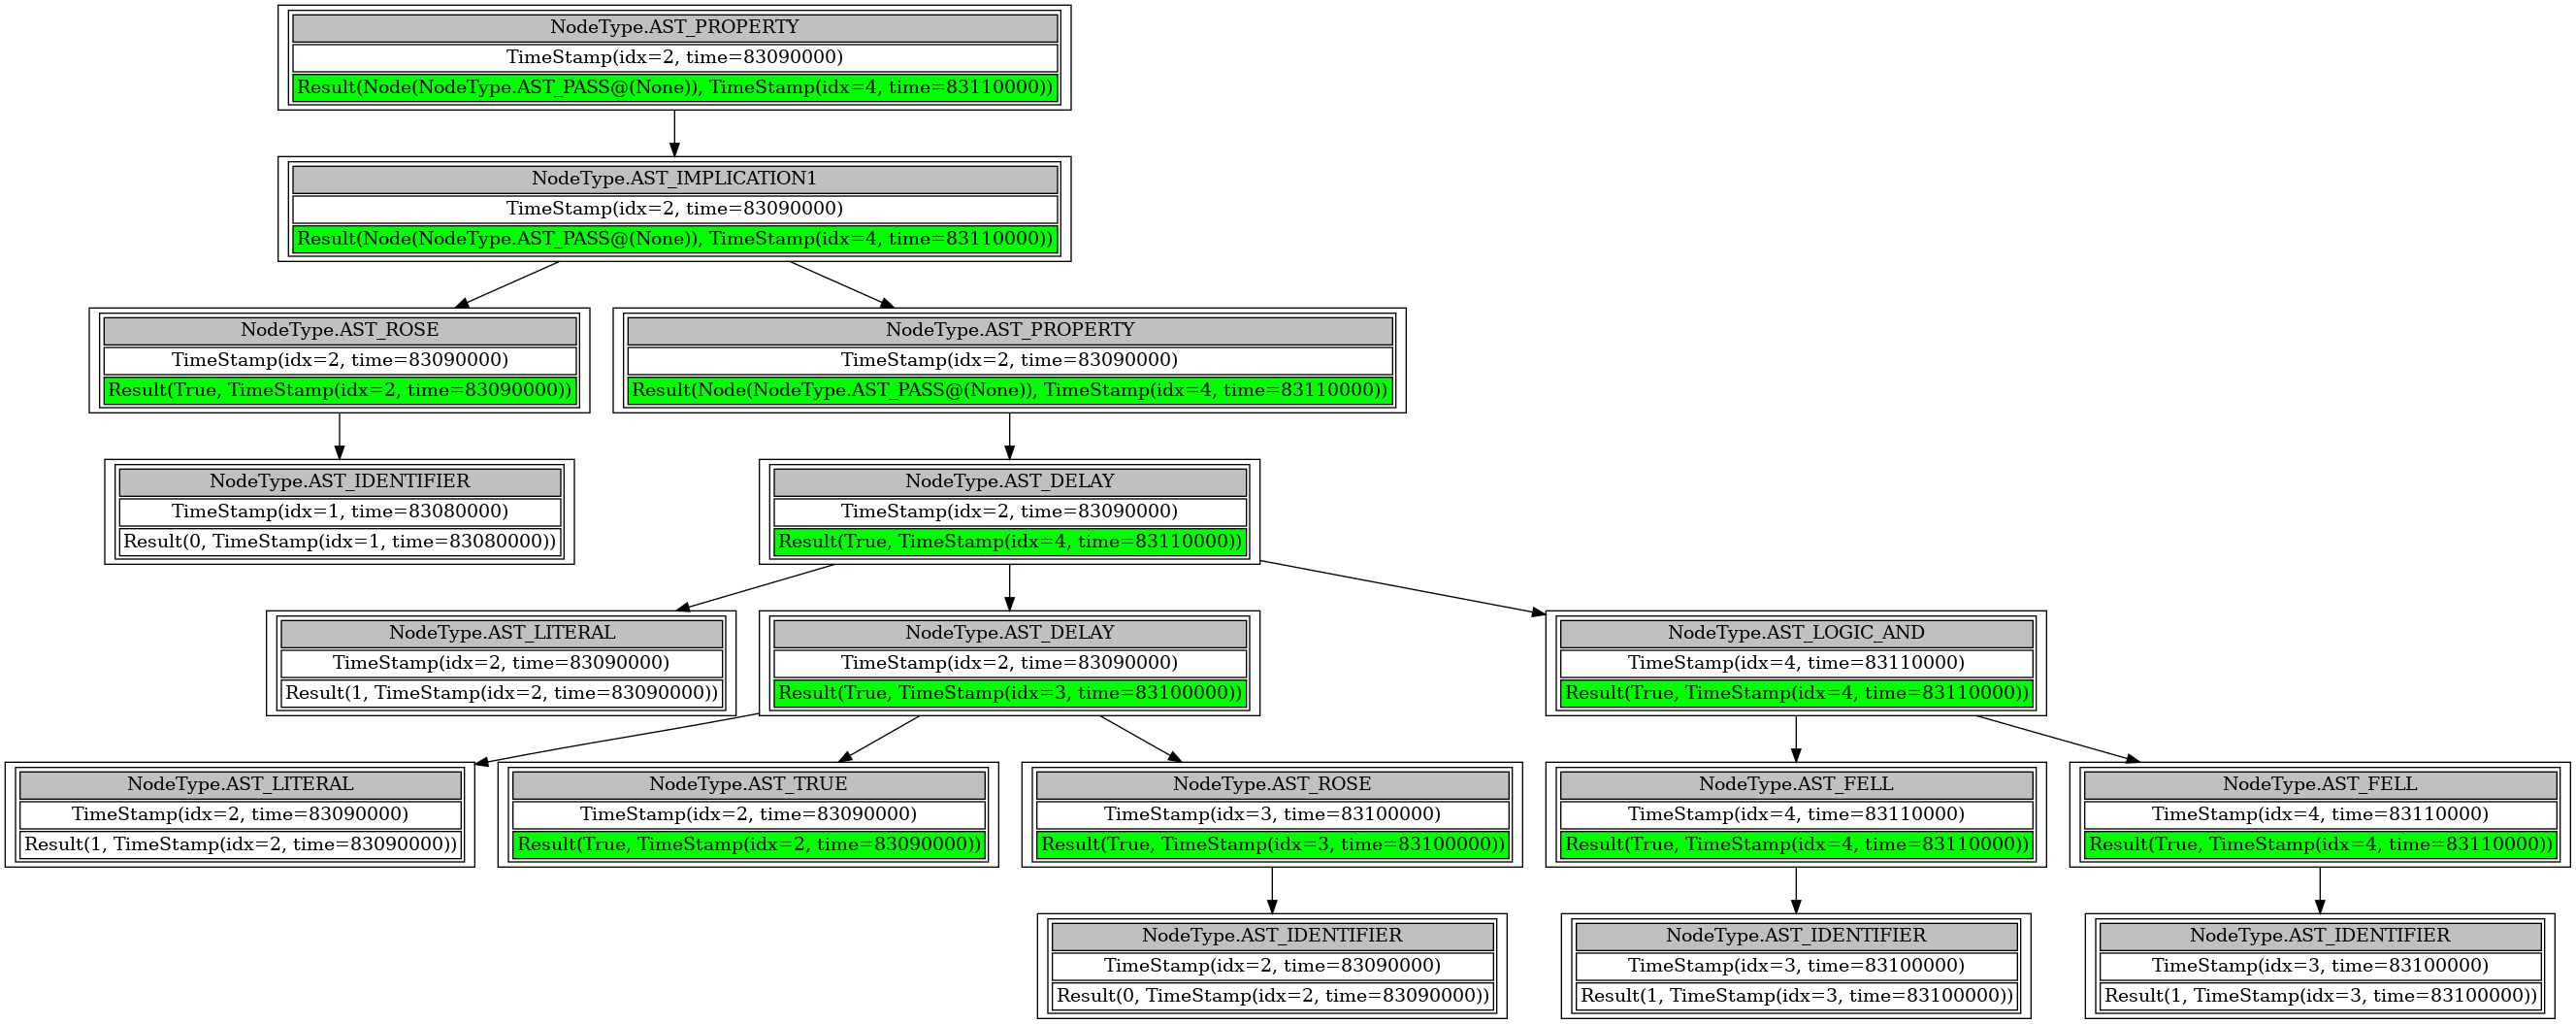 NodeType.AST_PROPERTY
TimeStamp(idx=2, time=83090000)
Result(Node(NodeType.AST_PASS@(None)), TimeStamp(idx=4, time=83110000))
NodeType.AST_IMPLICATION1
TimeStamp(idx=2, time=83090000)
Result(Node(NodeType.AST_PASS@(None)), TimeStamp(idx=4, time=83110000))
NodeType.AST_ROSE
TimeStamp(idx=2, time=83090000)
Result(True, TimeStamp(idx=2, time=83090000))
NodeType.AST_PROPERTY
TimeStamp(idx=2, time=83090000)
Result(Node(NodeType.AST_PASS@(None)), TimeStamp(idx=4, time=83110000))
NodeType.AST_IDENTIFIER
TimeStamp(idx=1, time=83080000)
Result(0, TimeStamp(idx=1, time=83080000))
NodeType.AST_DELAY
TimeStamp(idx=2, time=83090000)
Result(True, TimeStamp(idx=4, time=83110000))
NodeType.AST_LITERAL
TimeStamp(idx=2, time=83090000)
Result(1, TimeStamp(idx=2, time=83090000))
NodeType.AST_DELAY
TimeStamp(idx=2, time=83090000)
Result(True, TimeStamp(idx=3, time=83100000))
NodeType.AST_LOGIC_AND
TimeStamp(idx=4, time=83110000)
Result(True, TimeStamp(idx=4, time=83110000))
NodeType.AST_LITERAL
TimeStamp(idx=2, time=83090000)
Result(1, TimeStamp(idx=2, time=83090000))
NodeType.AST_TRUE
TimeStamp(idx=2, time=83090000)
Result(True, TimeStamp(idx=2, time=83090000))
NodeType.AST_ROSE
TimeStamp(idx=3, time=83100000)
Result(True, TimeStamp(idx=3, time=83100000))
NodeType.AST_FELL
TimeStamp(idx=4, time=83110000)
Result(True, TimeStamp(idx=4, time=83110000))
NodeType.AST_FELL
TimeStamp(idx=4, time=83110000)
Result(True, TimeStamp(idx=4, time=83110000))
NodeType.AST_IDENTIFIER
TimeStamp(idx=2, time=83090000)
Result(0, TimeStamp(idx=2, time=83090000))
NodeType.AST_IDENTIFIER
TimeStamp(idx=3, time=83100000)
Result(1, TimeStamp(idx=3, time=83100000))
NodeType.AST_IDENTIFIER
TimeStamp(idx=3, time=83100000)
Result(1, TimeStamp(idx=3, time=83100000))